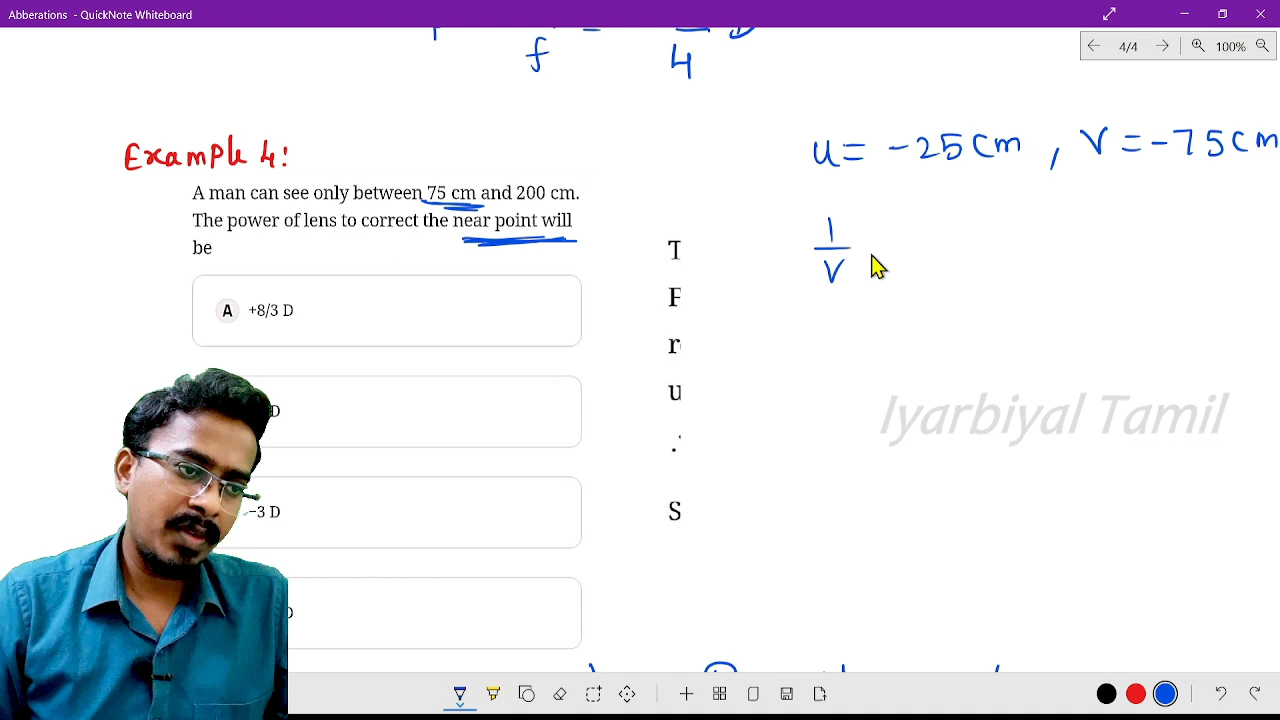 Abberations - QuickNote Whiteboard
4/4
100%
f
=
4
D
Example 4:
u = -25 cm , v = -75 cm
A man can see only between 75 cm and 200 cm.
The power of lens to correct the near point will
be
1
v
A +8/3 D
D
−3 D
Iyarbiyal Tamil